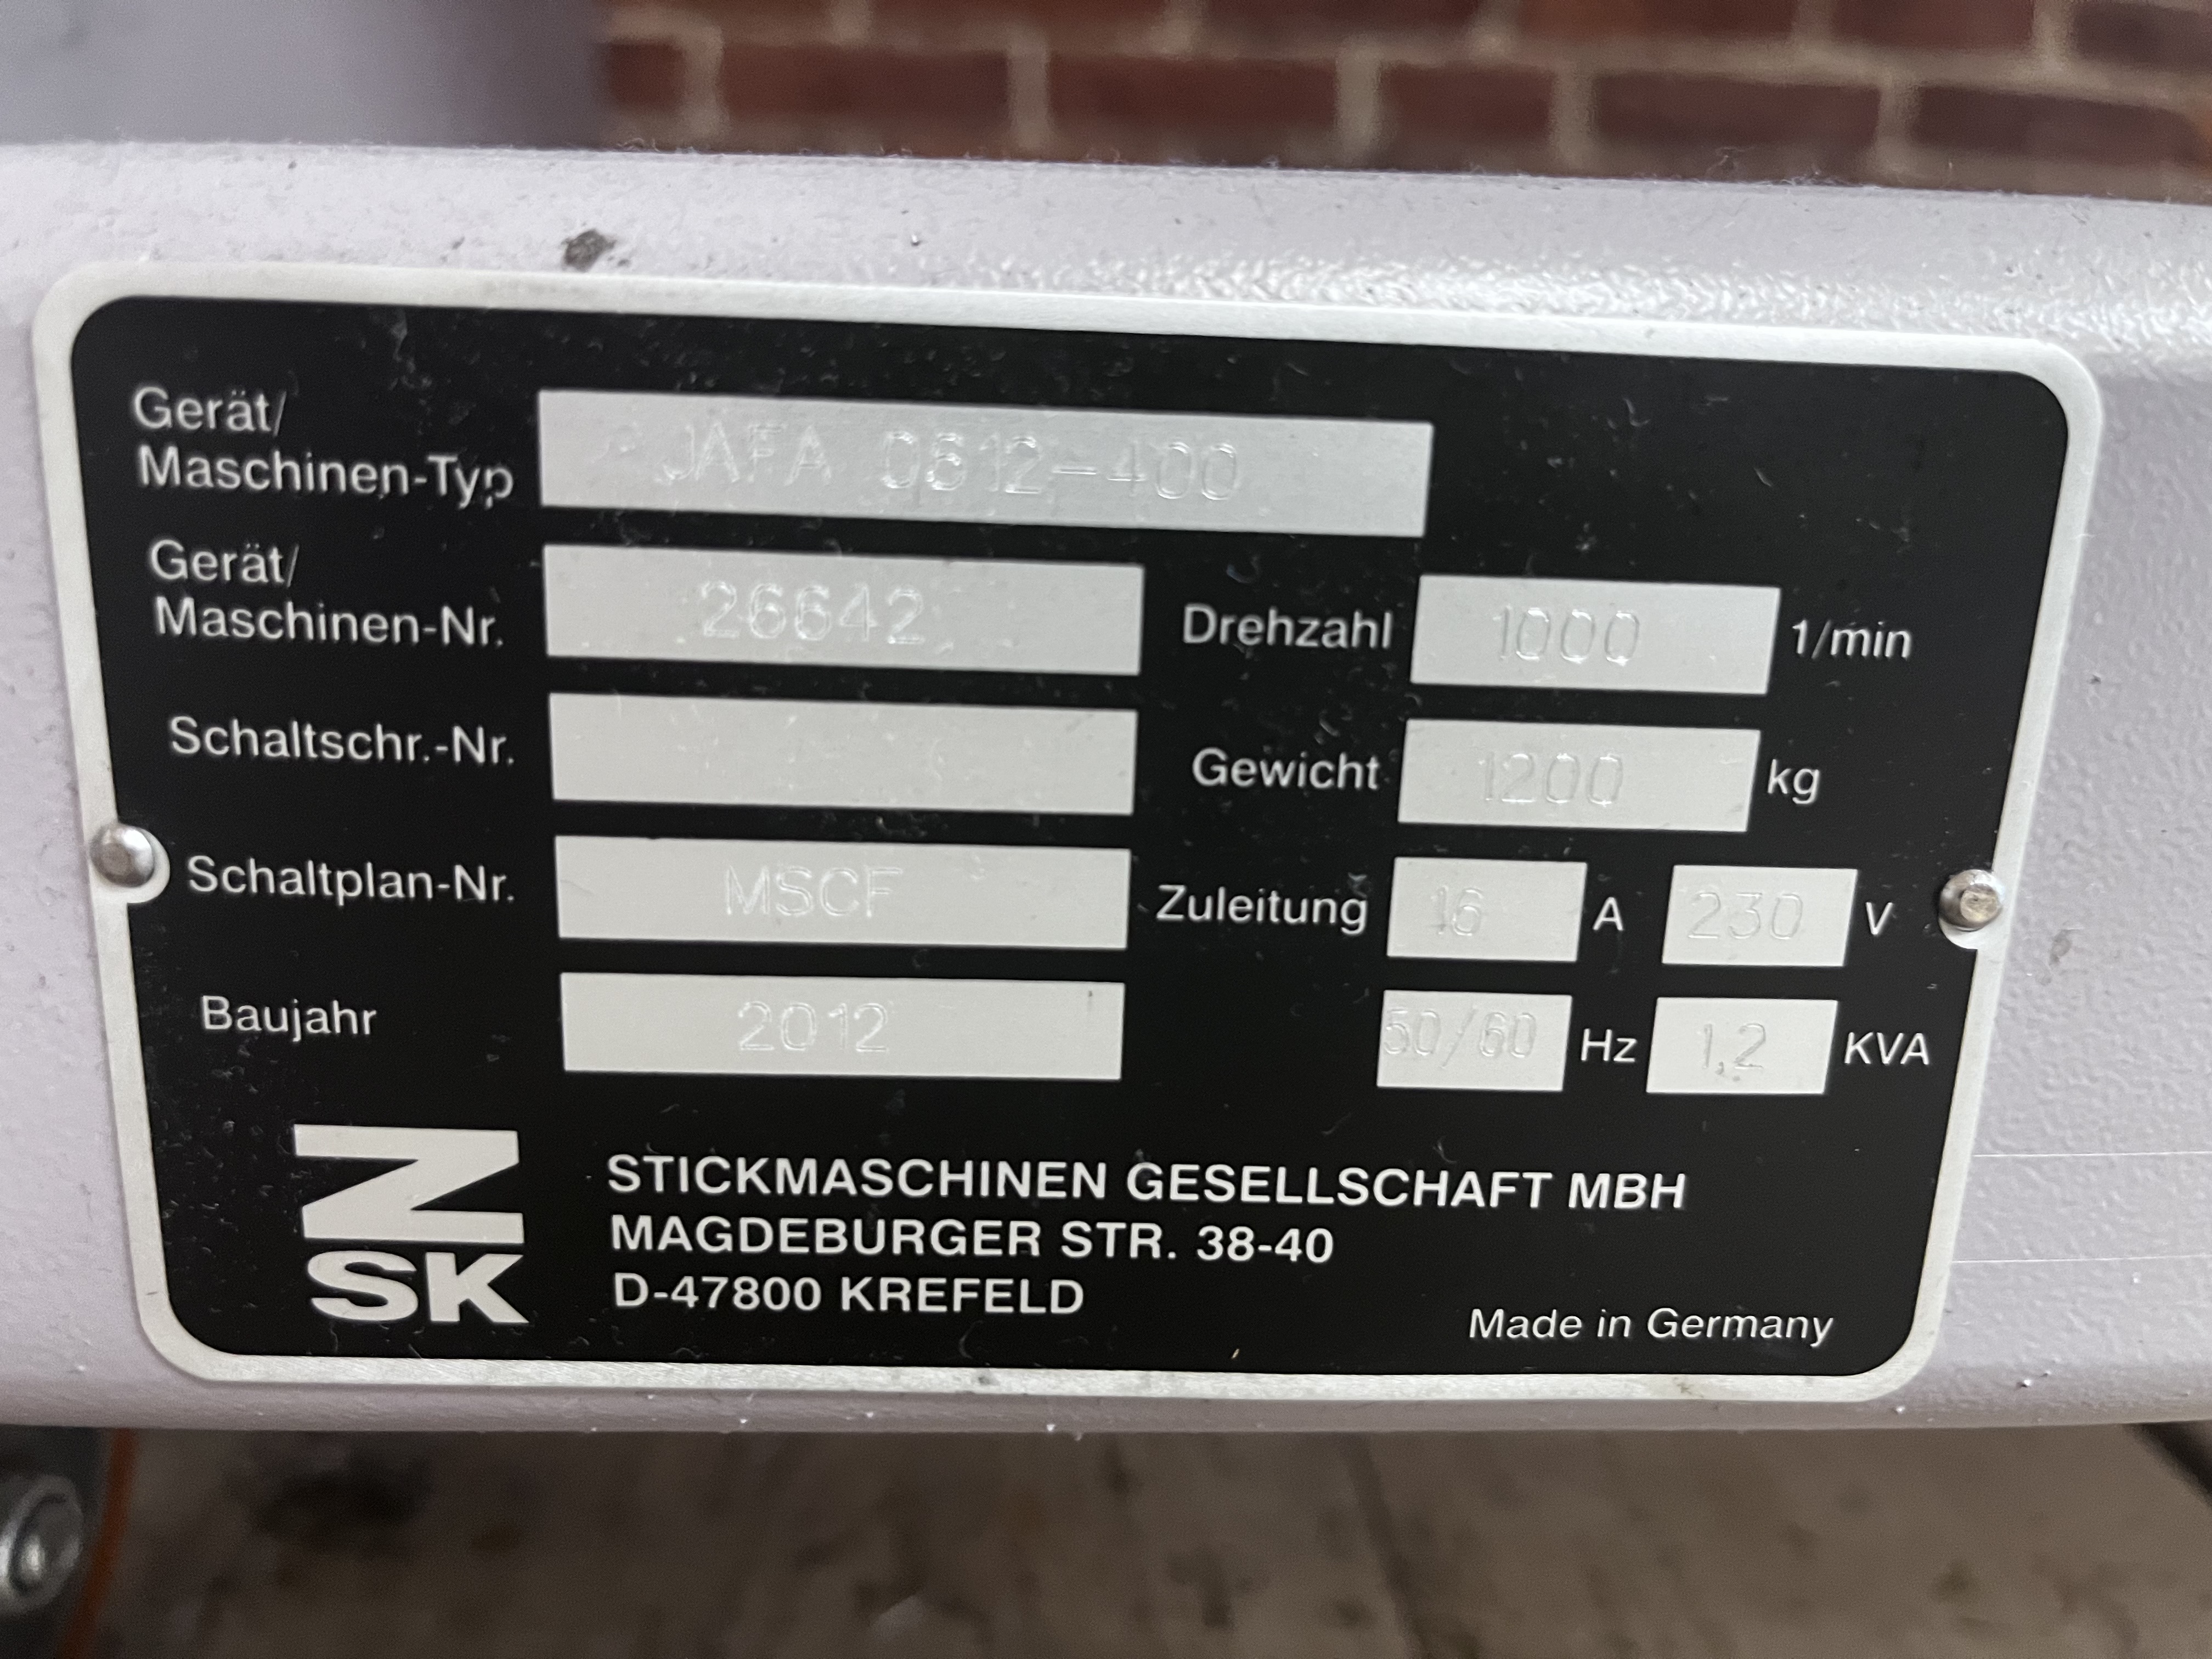 Gerät/
Maschinen-Typ JAFA 0612-400
Gerät/
Maschinen-Nr. 26642 Drehzahl 1000 1/min
Schaltschr.-Nr. Gewicht 1200 kg
Schaltplan-Nr. MSCF Zuleitung 16 A 230 V
Baujahr 2012 50/60 Hz 1,2 KVA
Z
SK
STICKMASCHINEN GESELLSCHAFT MBH
MAGDEBURGER STR. 38-40
D-47800 KREFELD
Made in Germany